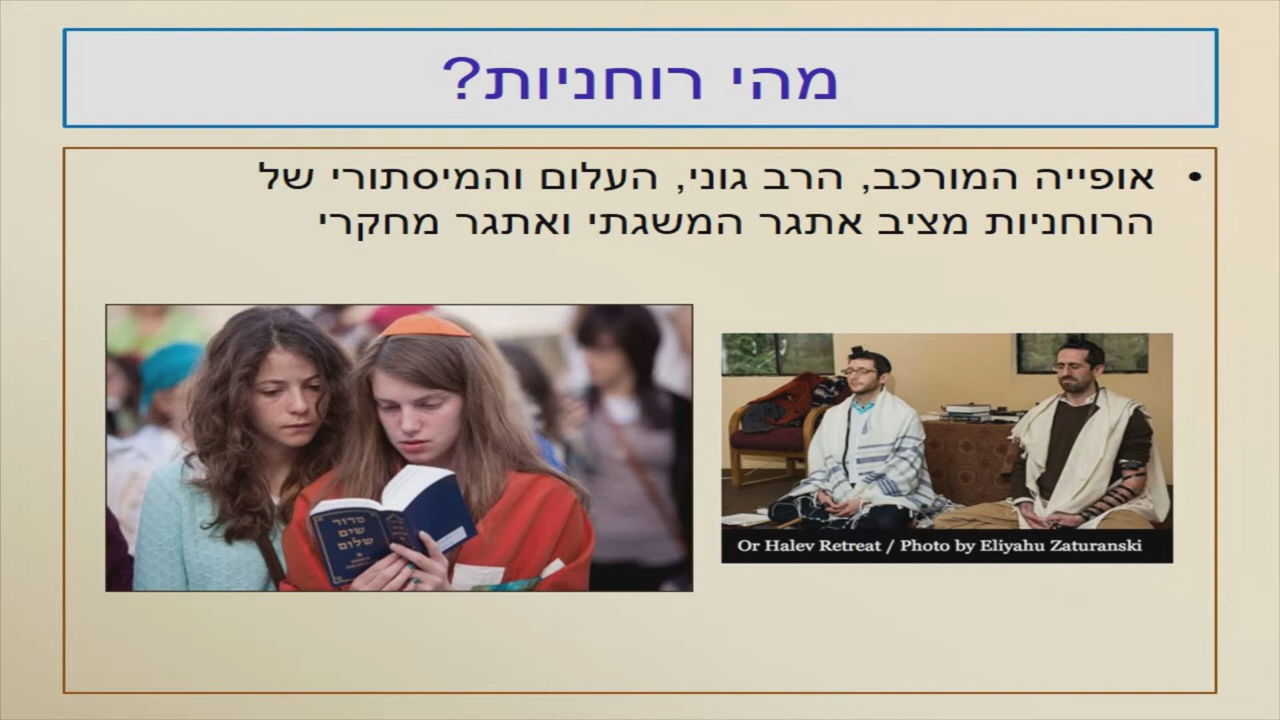 מהי רוחניות?
• אופייה המורכב, הרב גוני, העלום והמיסתורי של
הרוחניות מציב אתגר המשגתי ואתגר מחקרי
סדור
שים
שלום
Or Halev Retreat / Photo by Eliyahu Zaturanski